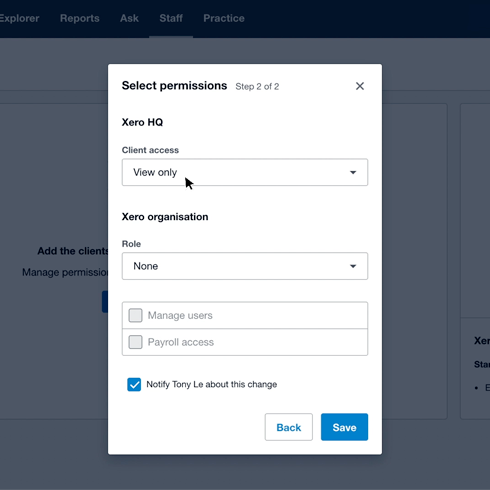 Explorer Reports Ask Staff Practice
Select permissions Step 2 of 2
Xero HQ
Client access
View only
Xero organisation
Role
Add the clients
None
Manage permission
Manage users
Payroll access
Xer
Sta
Notify Tony Le about this change
• E
Back Save